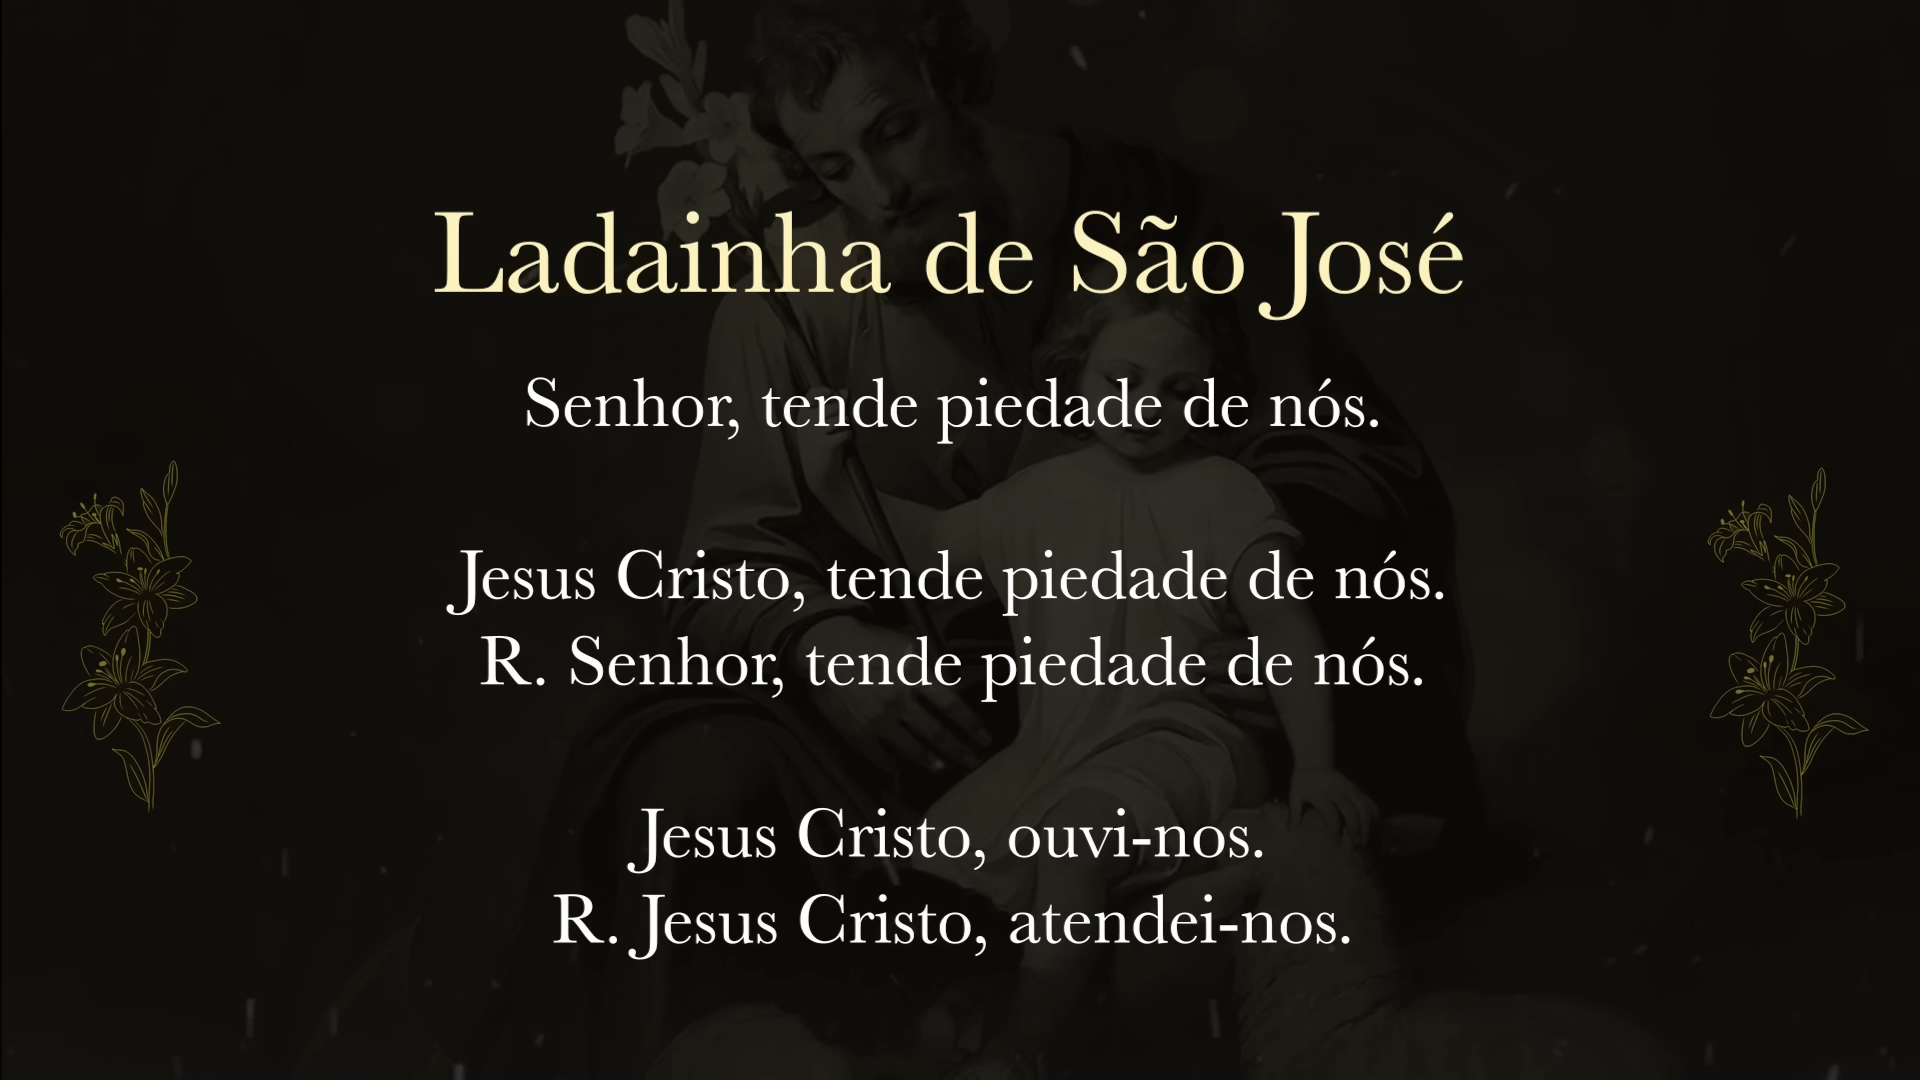 Ladainha de São José
Senhor, tende piedade de nós.
Jesus Cristo, tende piedade de nós.
R. Senhor, tende piedade de nós.
Jesus Cristo, ouvi-nos.
R. Jesus Cristo, atendei-nos.